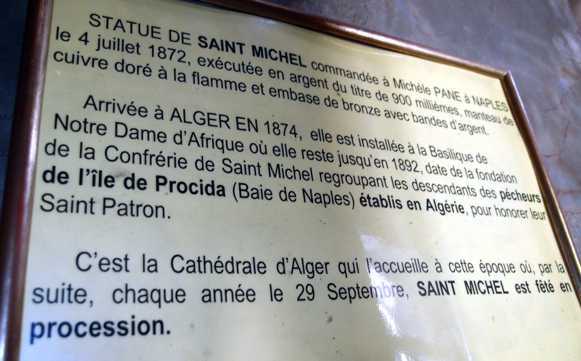 STATUE DE SAINT MICHEL commandée à Michèle PANE à NAPLES
le 4 juillet 1872, exécutée en argent du titre de 900 millièmes, manteau de
cuivre doré à la flamme et embase de bronze avec bandes d'argent.
Arrivée à ALGER EN 1874, elle est installée à la Basilique de
Notre Dame d'Afrique où elle reste jusqu'en 1892, date de la fondation
de la Confrérie de Saint Michel regroupant les descendants des pécheurs
de l'île de Procida (Baie de Naples) établis en Algérie, pour honorer leur
Saint Patron.
C'est la Cathédrale d'Alger qui l'accueille à cette époque où, par la
suite, chaque année le 29 Septembre, SAINT MICHEL est fêté en
procession.